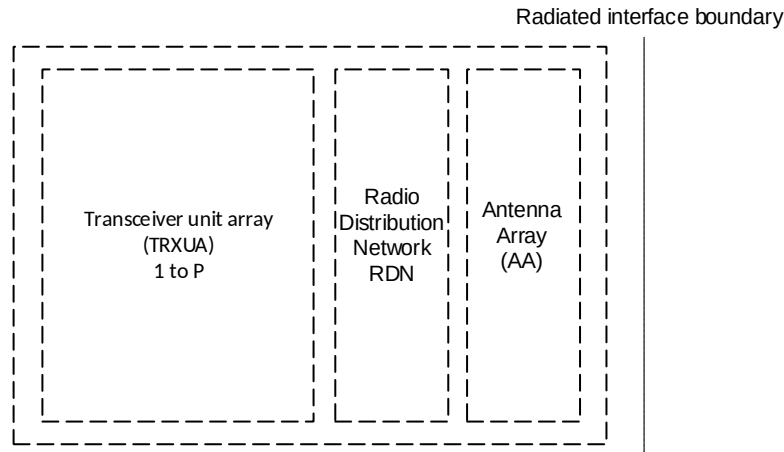 Radiated interface boundary
Transceiver unit array
(TRXUA)
1 to P
Radio
Distribution
Network
RDN
Antenna
Array
(AA)